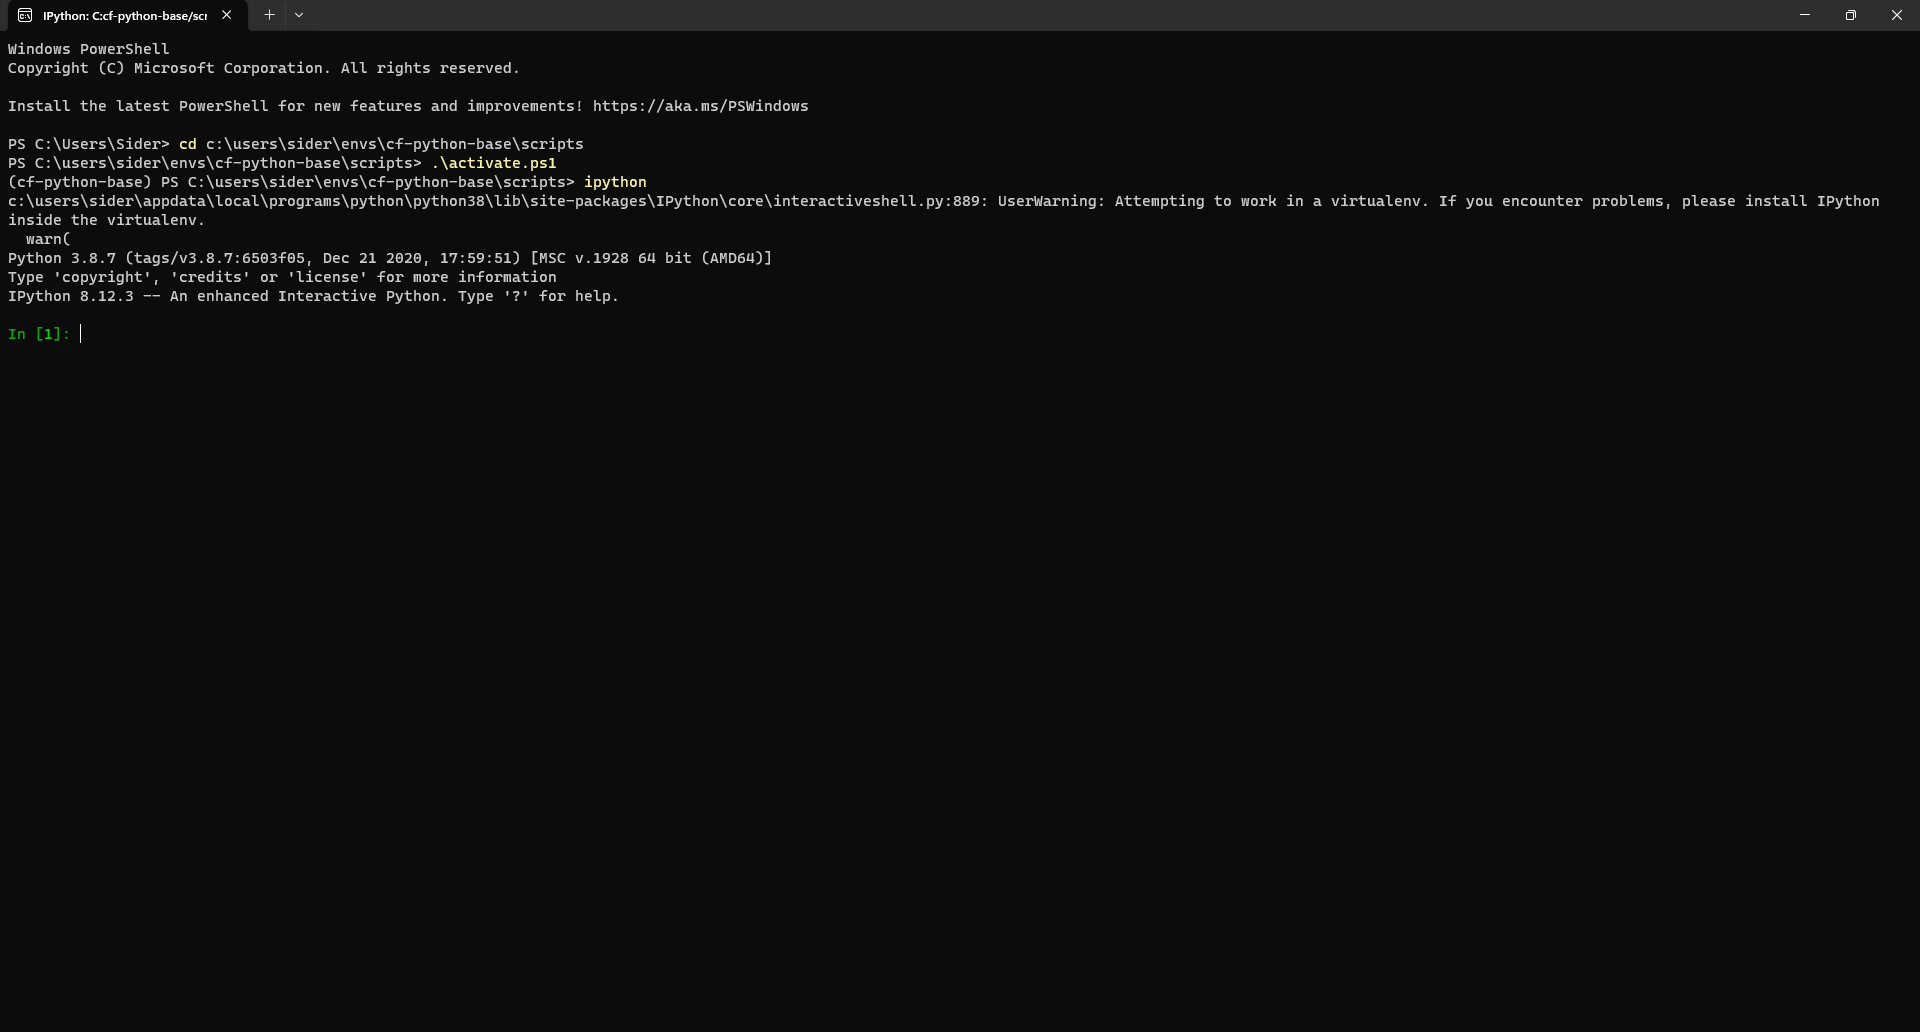 IPython: C:cf-python-base/scr
Windows PowerShell
Copyright (C) Microsoft Corporation. All rights reserved.
Install the latest PowerShell for new features and improvements! https://aka.ms/PSWindows
PS C:\Users\Sider> cd c:\users\sider\envs\cf-python-base\scripts
PS C:\users\sider\envs\cf-python-base\scripts> .\activate.ps1
(cf-python-base) PS C:\users\sider\envs\cf-python-base\scripts> ipython
c:\users\sider\appdata\local\programs\python\python38\lib\site-packages\IPython\core\interactiveshell.py:889: UserWarning: Attempting to work in a virtualenv. If you encounter problems, please install IPython
inside the virtualenv.
  warn(
Python 3.8.7 (tags/v3.8.7:6503f05, Dec 21 2020, 17:59:51) [MSC v.1928 64 bit (AMD64)]
Type 'copyright', 'credits' or 'license' for more information
IPython 8.12.3 -- An enhanced Interactive Python. Type '?' for help.
In [1]: